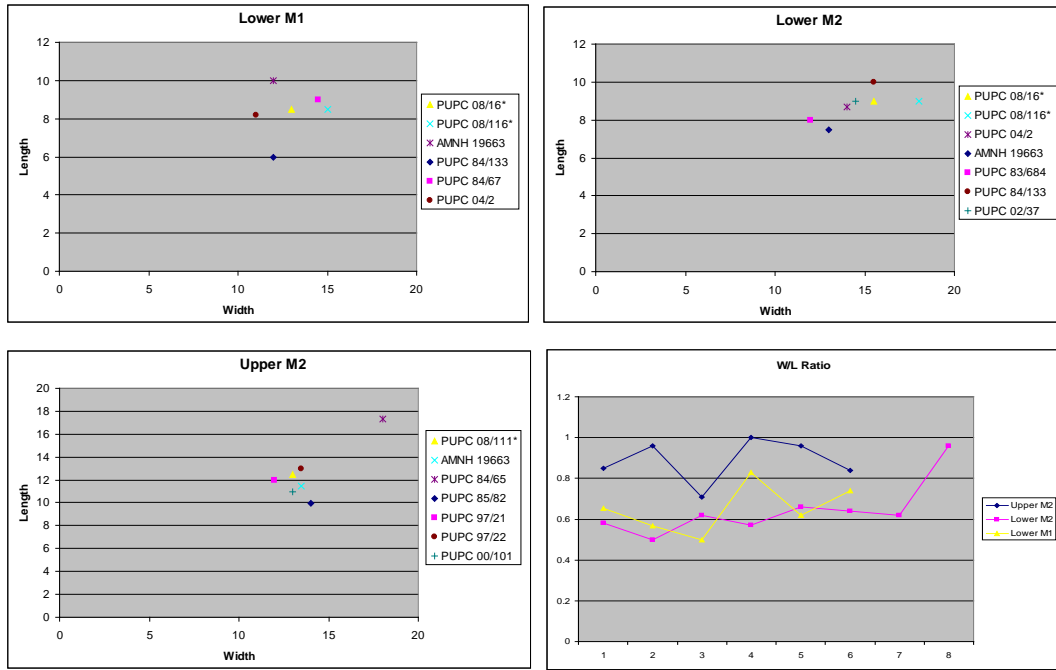 Lower M1
12
10
8
6
4
2
0
Length
0 5 10 15 20
Width
PUPC 08/16*
PUPC 08/116*
AMNH 19663
PUPC 84/133
PUPC 84/67
PUPC 04/2
Lower M2
12
10
8
6
4
2
0
Length
0 5 10 15 20
Width
PUPC 08/16*
PUPC 08/116*
PUPC 04/2
AMNH 19663
PUPC 83/684
PUPC 84/133
PUPC 02/37
Upper M2
20
18
16
14
12
10
8
6
4
2
0
Length
0 5 10 15 20
Width
PUPC 08/111*
AMNH 19663
PUPC 84/65
PUPC 85/82
PUPC 97/21
PUPC 97/22
PUPC 00/101
W/L Ratio
1.2
1
0.8
0.6
0.4
0.2
0
1 2 3 4 5 6 7 8
Upper M2
Lower M2
Lower M1